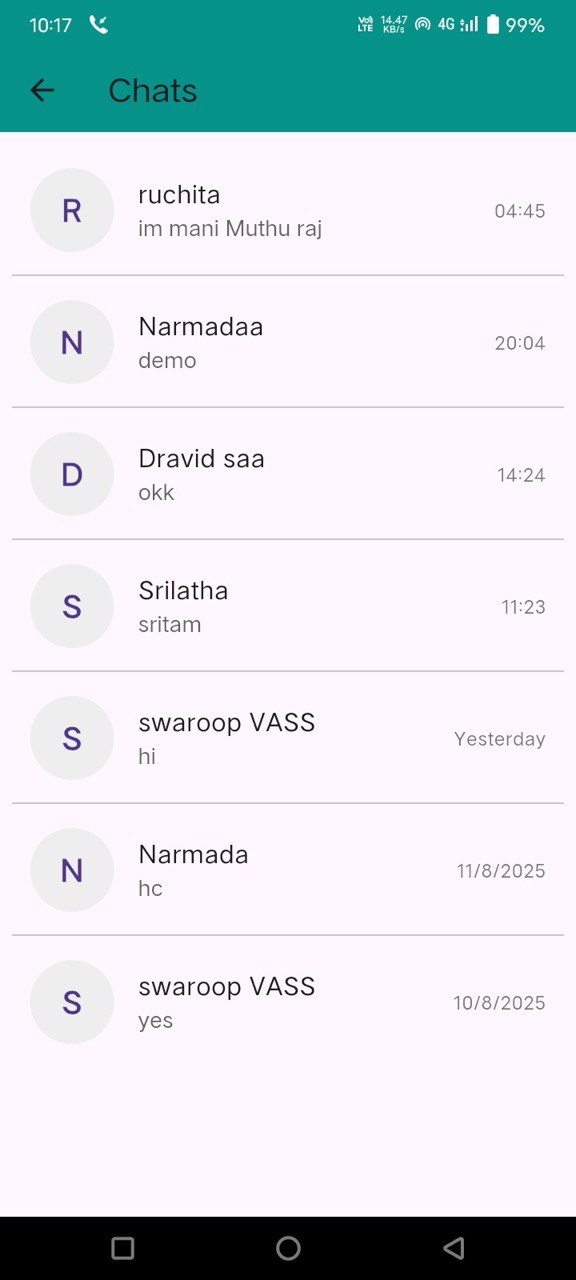 10:17
Vo)) LTE
14.47 KB/s
4G
99%
Chats
R
ruchita
im mani Muthu raj
04:45
N
Narmadaa
demo
20:04
D
Dravid saa
okk
14:24
S
Srilatha
sritam
11:23
S
swaroop VASS
hi
Yesterday
N
Narmada
hc
11/8/2025
S
swaroop VASS
yes
10/8/2025